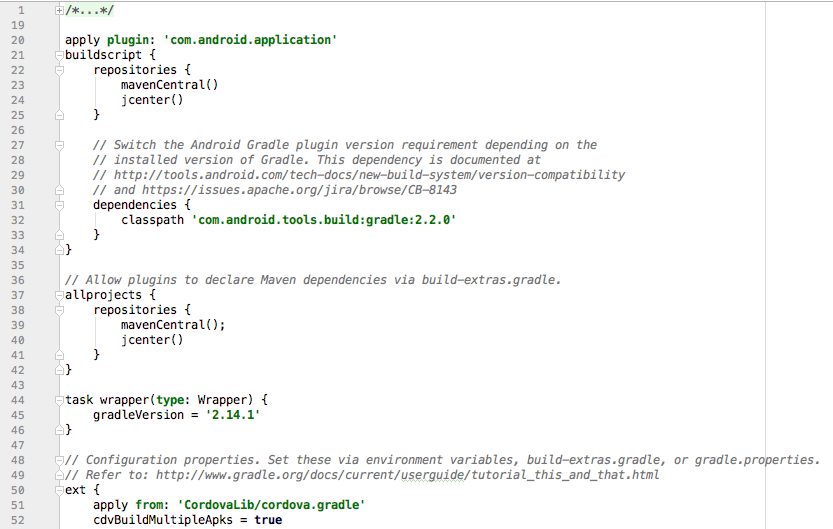 1 /*...*/
19
20 apply plugin: 'com.android.application'
21 buildscript {
22     repositories {
23         mavenCentral()
24         jcenter()
25     }
26
27     // Switch the Android Gradle plugin version requirement depending on the
28     // installed version of Gradle. This dependency is documented at
29     // http://tools.android.com/tech-docs/new-build-system/version-compatibility
30     // and https://issues.apache.org/jira/browse/CB-8143
31     dependencies {
32         classpath 'com.android.tools.build:gradle:2.2.0'
33     }
34 }
35
36 // Allow plugins to declare Maven dependencies via build-extras.gradle.
37 allprojects {
38     repositories {
39         mavenCentral();
40         jcenter()
41     }
42 }
43
44 task wrapper(type: Wrapper) {
45     gradleVersion = '2.14.1'
46 }
47
48 // Configuration properties. Set these via environment variables, build-extras.gradle, or gradle.properties.
49 // Refer to: http://www.gradle.org/docs/current/userguide/tutorial_this_and_that.html
50 ext {
51     apply from: 'CordovaLib/cordova.gradle'
52     cdvBuildMultipleApks = true